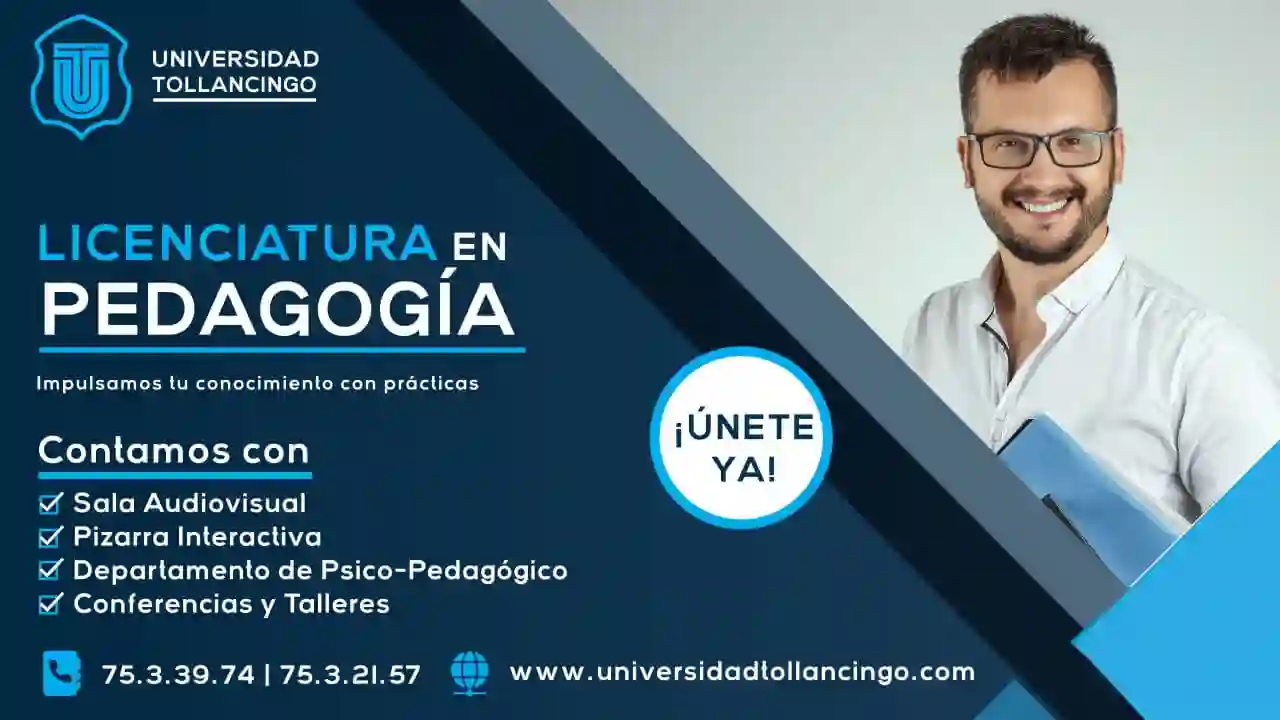 UNIVERSIDAD
TOLLANCINGO
LICENCIATURA EN
PEDAGOGÍA
Impulsamos tu conocimiento con prácticas
Contamos con
Sala Audiovisual
Pizarra Interactiva
Departamento de Psico-Pedagógico
Conferencias y Talleres
¡ÚNETE
YA!
75.3.39.74 | 75.3.21.57
www.universidadtollancingo.com